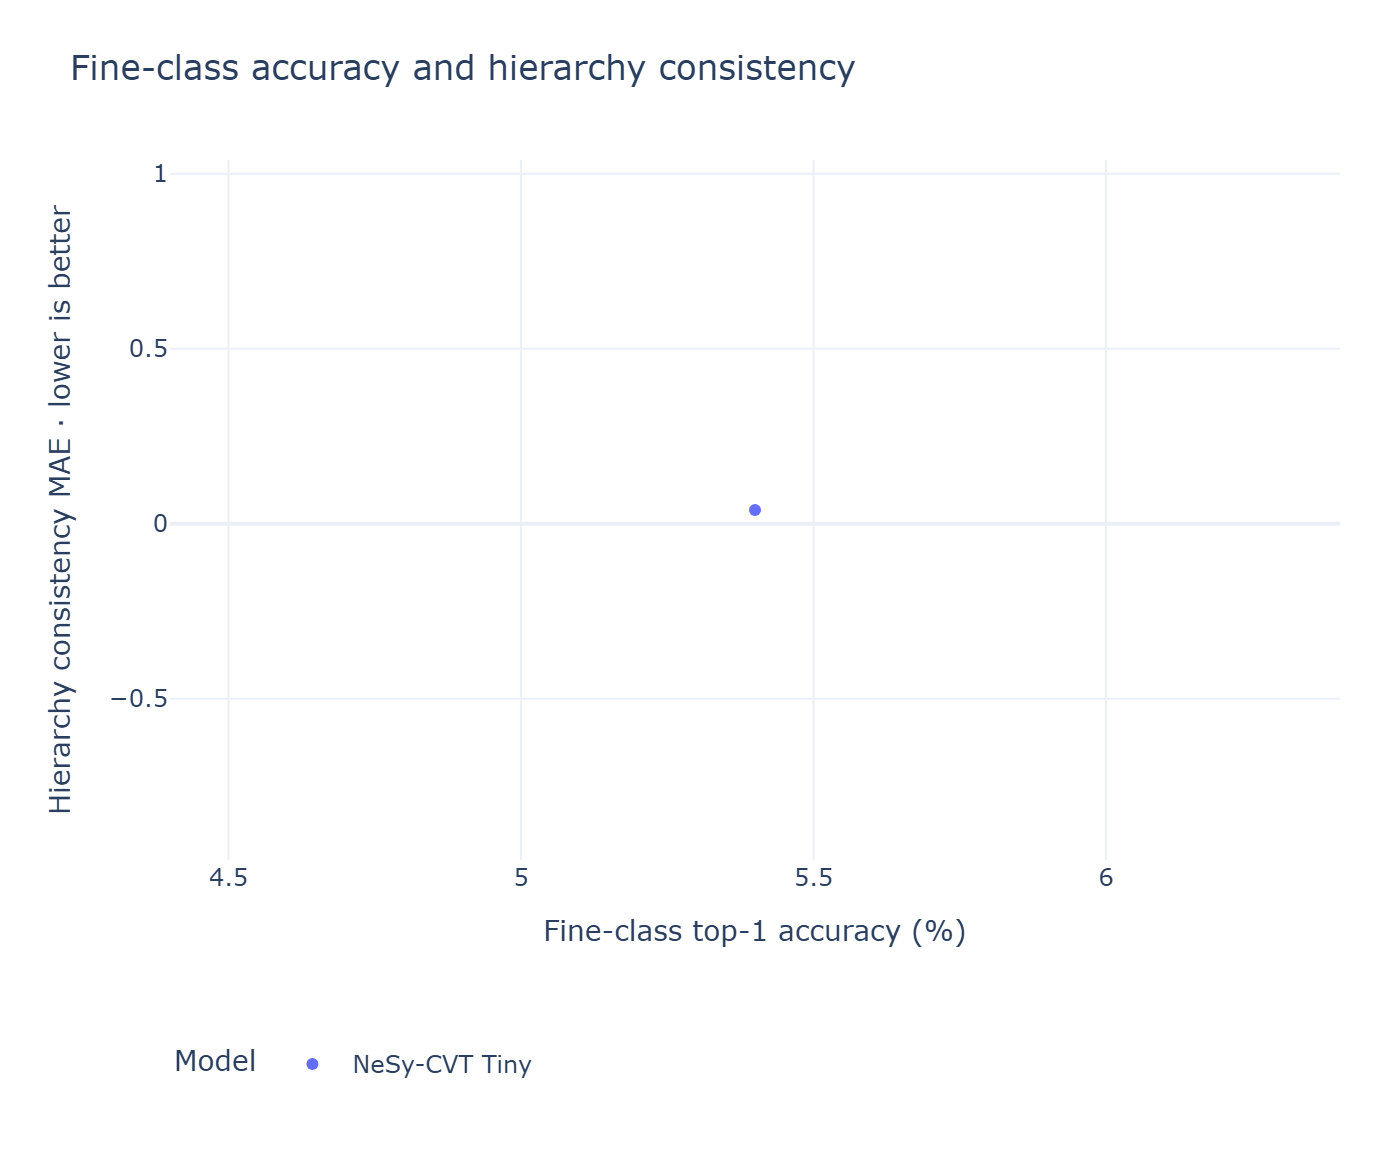 Fine-class accuracy and hierarchy consistency
Hierarchy consistency MAE · lower is better
1
0.5
0
−0.5
4.5 5 5.5 6
Fine-class top-1 accuracy (%)
Model NeSy-CVT Tiny